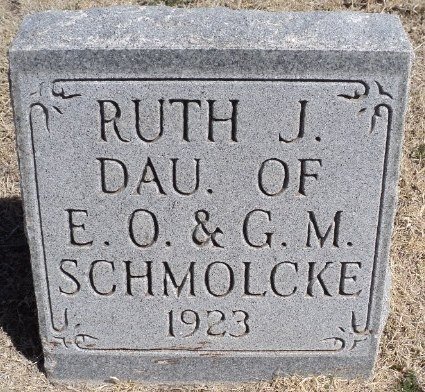 RUTH J.
DAU. OF
E. O. & G. M.
SCHMOLCKE
1923